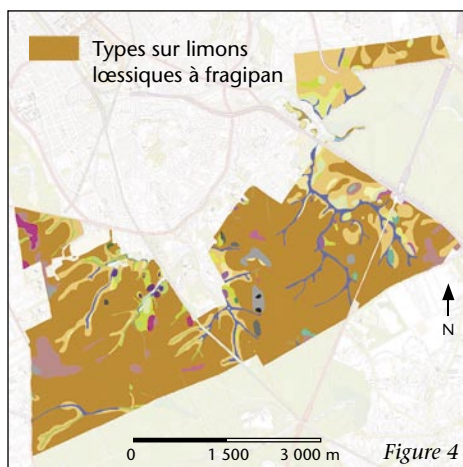 Types sur limons
lœssiques à fragipan
N
0 1 500 3 000 m
Figure 4